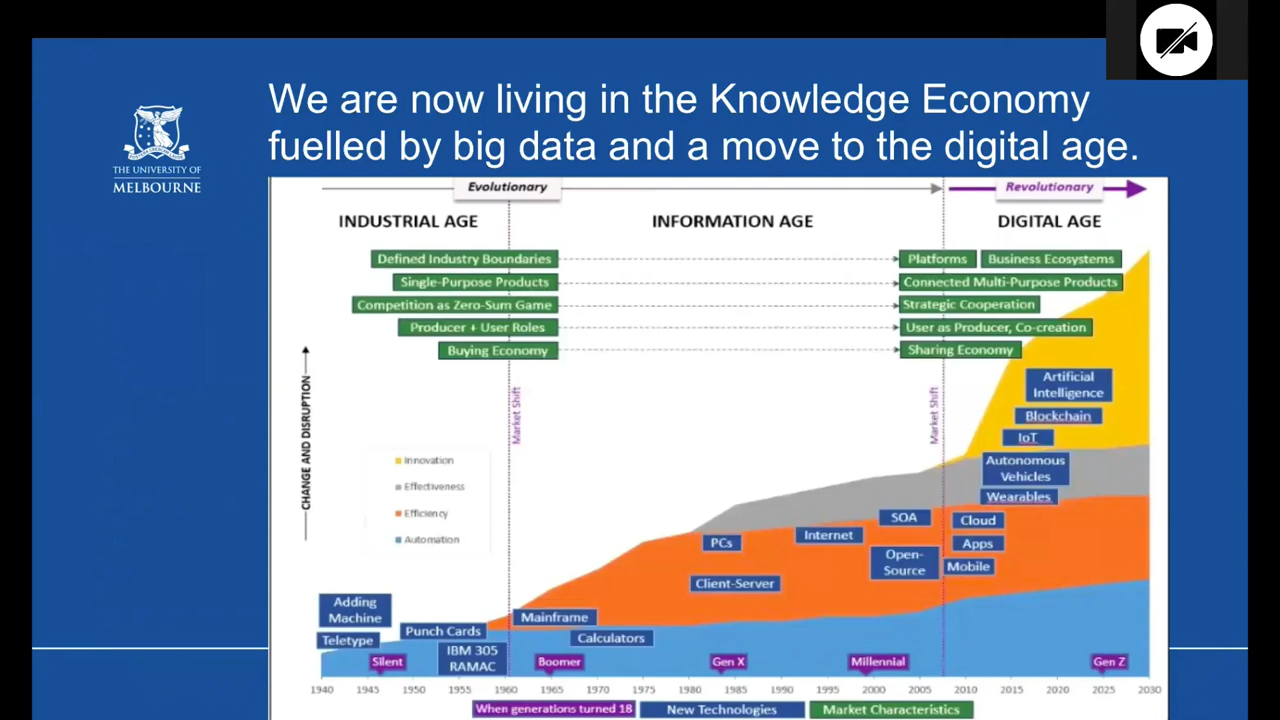 We are now living in the Knowledge Economy
fuelled by big data and a move to the digital age.
THE UNIVERSITY OF
MELBOURNE
Evolutionary
Revolutionary
INDUSTRIAL AGE
INFORMATION AGE
DIGITAL AGE
Defined Industry Boundaries
Platforms
Business Ecosystems
Single-Purpose Products
Connected Multi-Purpose Products
Competition as Zero-Sum Game
Strategic Cooperation
Producer + User Roles
User as Producer, Co-creation
Buying Economy
Sharing Economy
CHANGE AND DISRUPTION
Market Shift
Market Shift
Innovation
Effectiveness
Efficiency
Automation
Artificial
Intelligence
Blockchain
IoT
Autonomous
Vehicles
Wearables
Cloud
Apps
Mobile
SOA
Open-
Source
Internet
PCs
Client-Server
Mainframe
Calculators
Adding
Machine
Teletype
Punch Cards
IBM 305
RAMAC
Silent
Boomer
Gen X
Millennial
Gen Z
1940 1945 1950 1955 1960 1965 1970 1975 1980 1985 1990 1995 2000 2005 2010 2015 2020 2025 2030
When generations turned 18
New Technologies
Market Characteristics